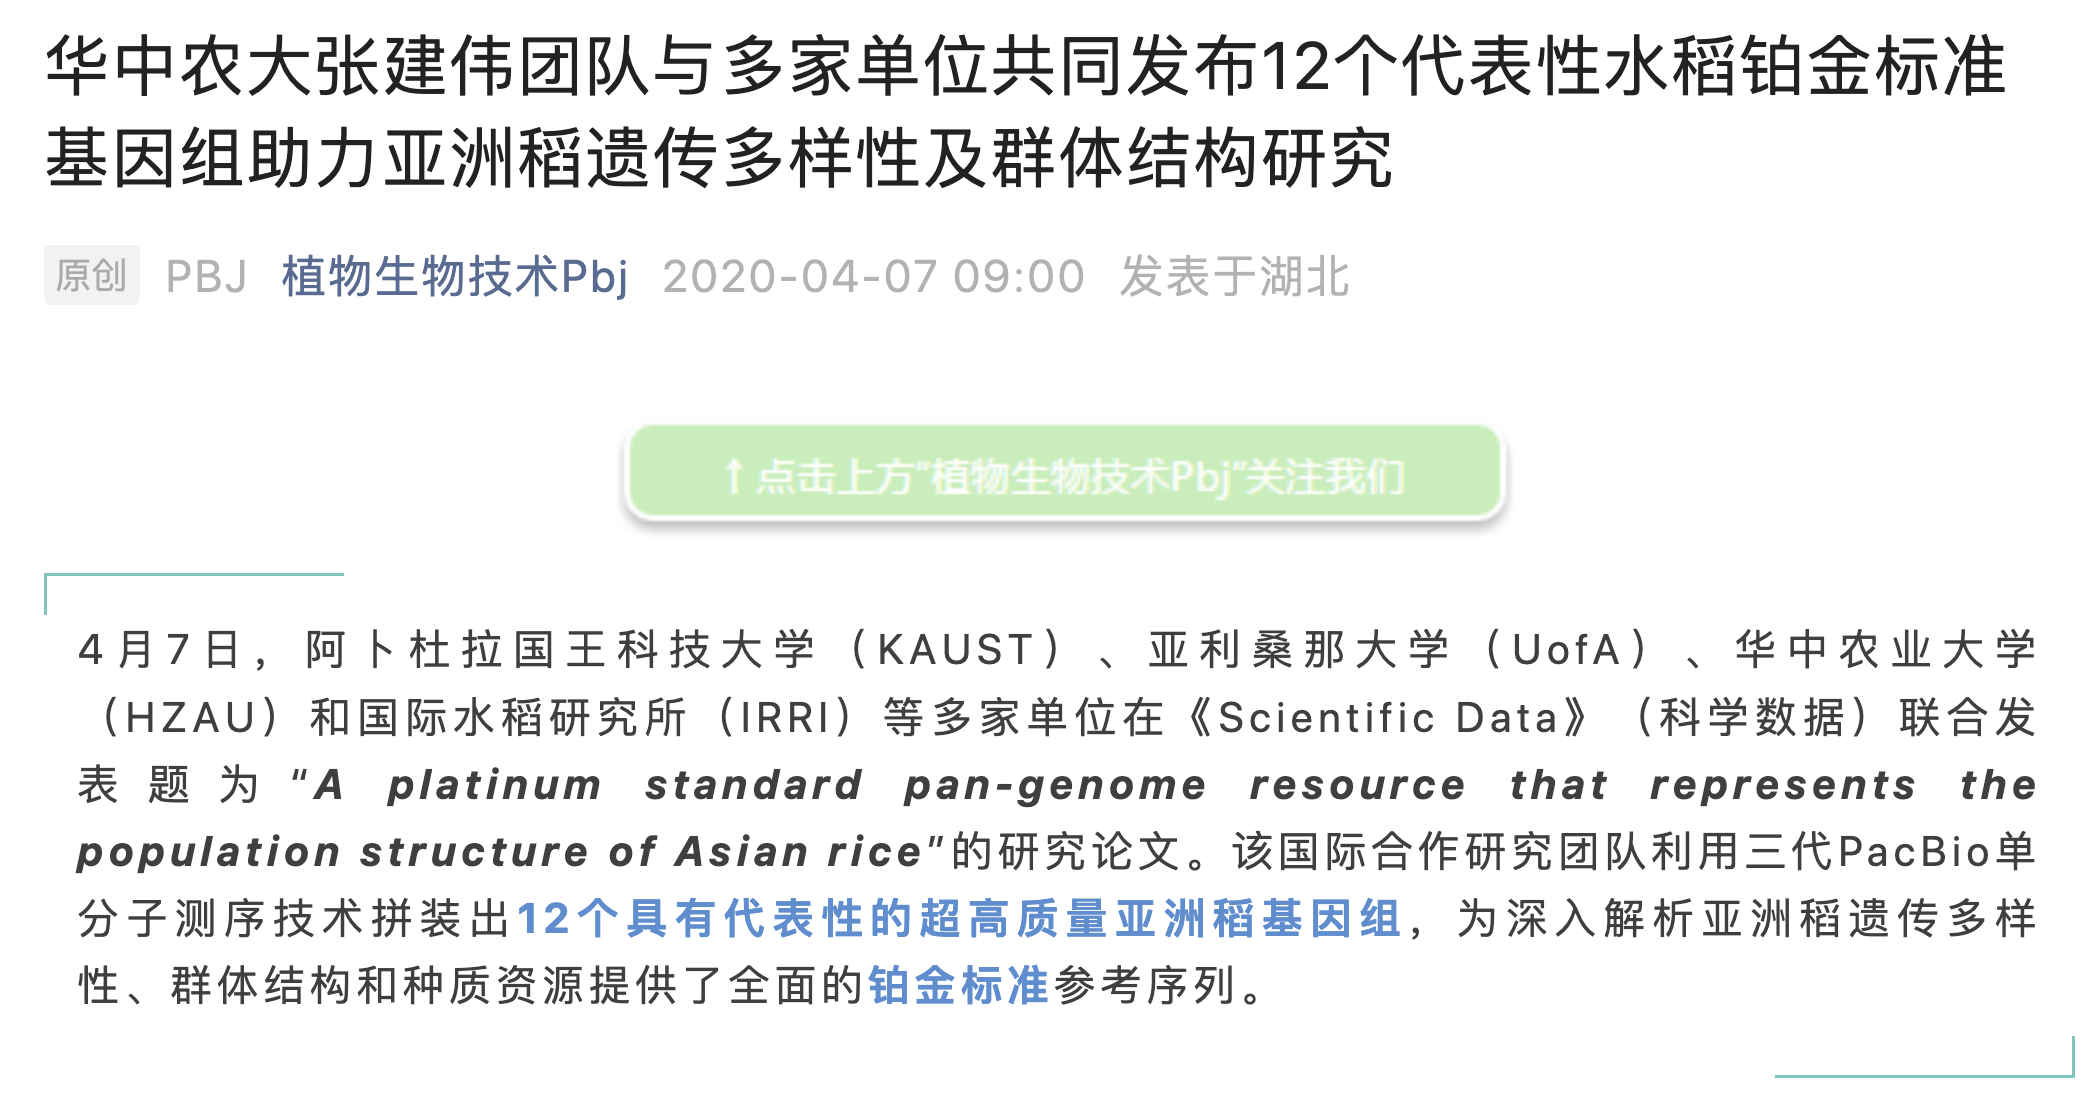 华中农大张建伟团队与多家单位共同发布12个代表性水稻铂金标准
基因组助力亚洲稻遗传多样性及群体结构研究
原创 PBJ 植物生物技术Pbj 2020-04-07 09:00 发表于湖北
↑点击上方"植物生物技术Pbj"关注我们
4月7日，阿卜杜拉国王科技大学（KAUST）、亚利桑那大学（UofA）、华中农业大学
（HZAU）和国际水稻研究所（IRRI）等多家单位在《Scientific Data》（科学数据）联合发
表题为“A platinum standard pan-genome resource that represents the
population structure of Asian rice”的研究论文。该国际合作研究团队利用三代PacBio单
分子测序技术拼装出12个具有代表性的超高质量亚洲稻基因组，为深入解析亚洲稻遗传多样
性、群体结构和种质资源提供了全面的铂金标准参考序列。